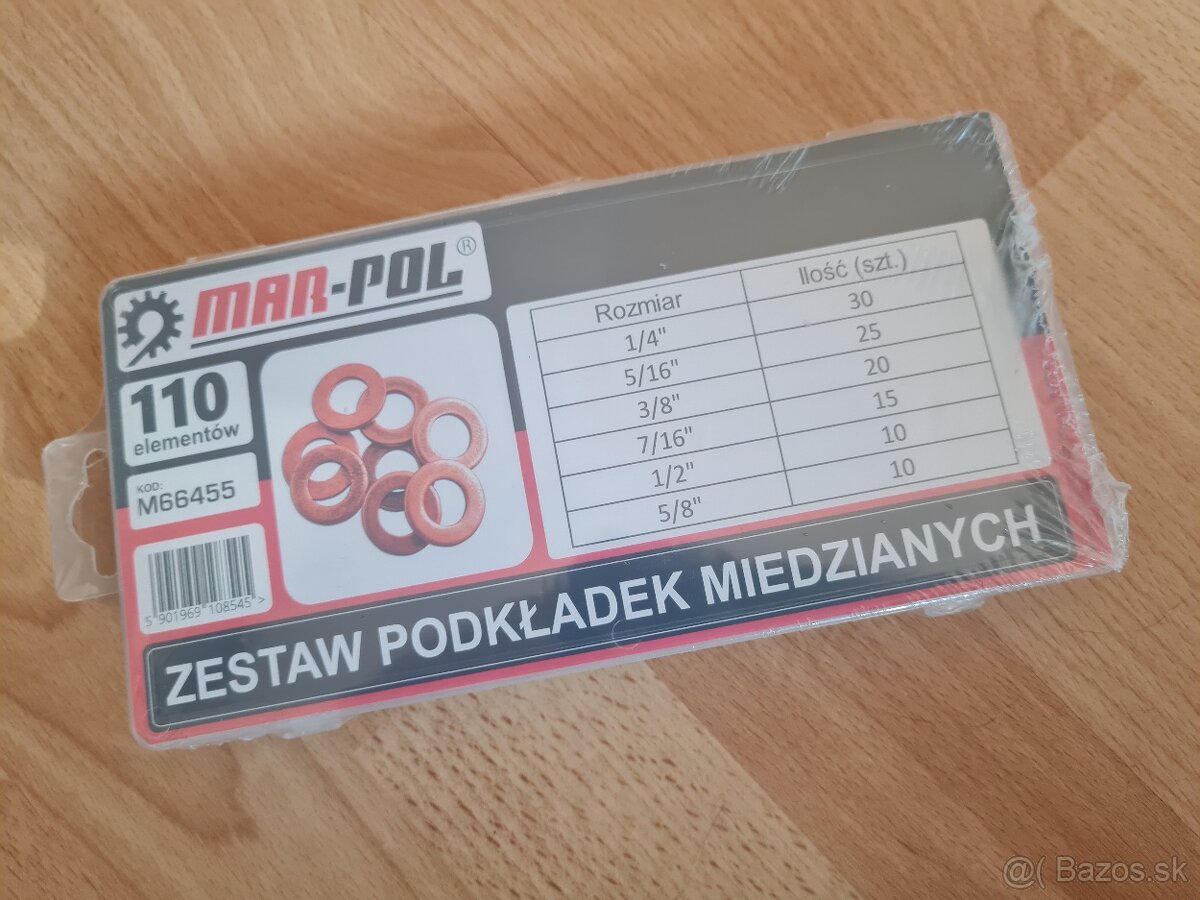 MAR-POL®
110
elementów
KOD:
M66455
5 901969 108545 >
Rozmiar Ilość (szt.)
1/4" 30
5/16" 25
3/8" 20
7/16" 15
1/2" 10
5/8" 10
ZESTAW PODKŁADEK MIEDZIANYCH
@( Bazos.sk